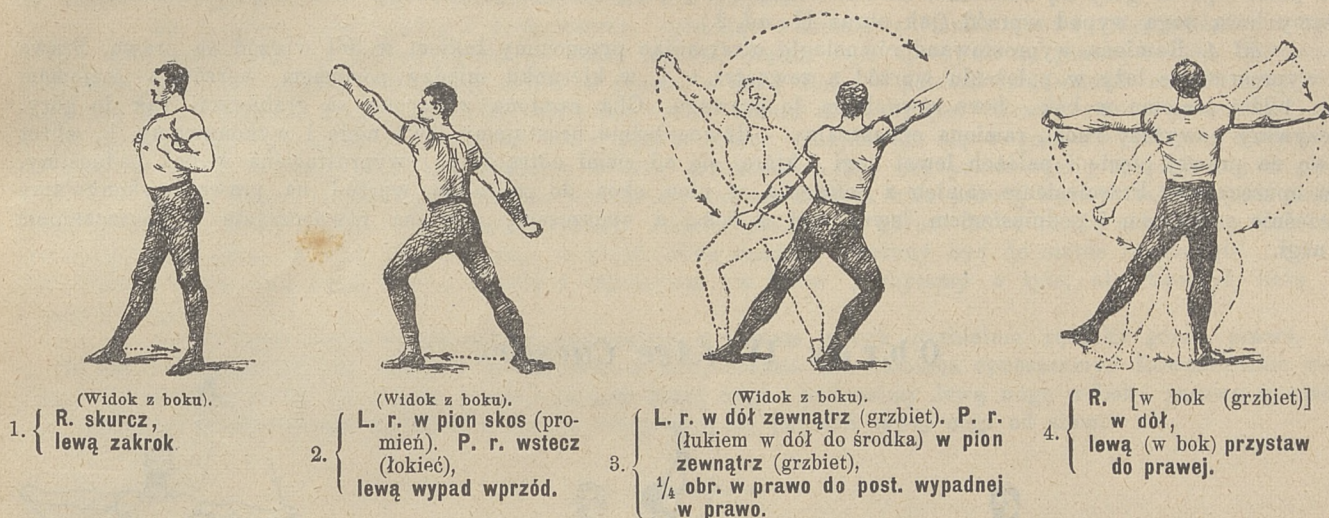 (Widok z boku).
1. { R. skurcz,
lewą zakrok
(Widok z boku).
2. { L. r. w pion skos (pro-
mień). P. r. wstecz
(łokieć),
lewą wypad wprzód.
(Widok z boku).
3. { L. r. w dół zewnątrz (grzbiet). P. r.
(łukiem w dół do środka) w pion
zewnątrz (grzbiet),
¼ obr. w prawo do post. wypadnej
w prawo.
4. { R. [w bok (grzbiet)]
w dół,
lewą (w bok) przystaw
do prawej.